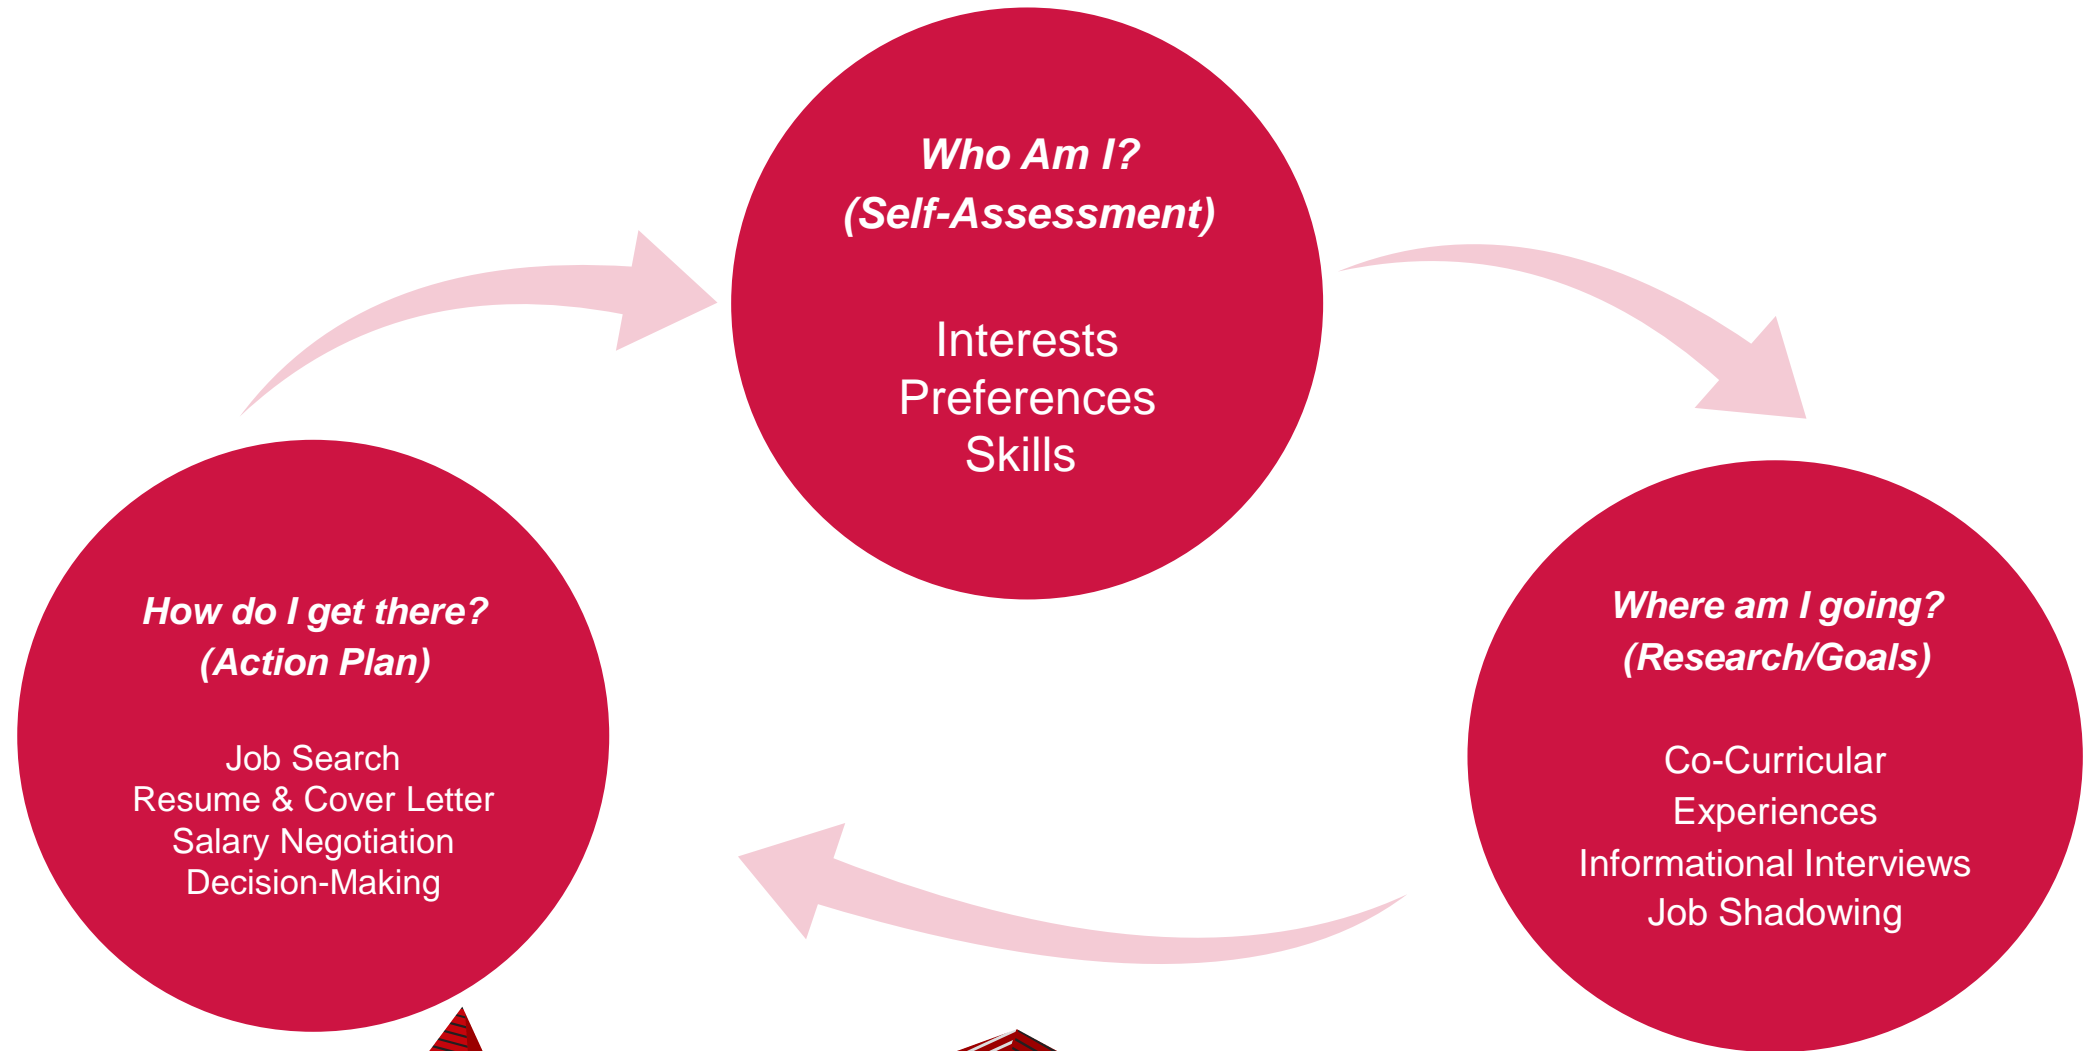 Who Am I?
(Self-Assessment)
Interests
Preferences
Skills
How do I get there?
(Action Plan)
Job Search
Resume & Cover Letter
Salary Negotiation
Decision-Making
Where am I going?
(Research/Goals)
Co-Curricular
Experiences
Informational Interviews
Job Shadowing